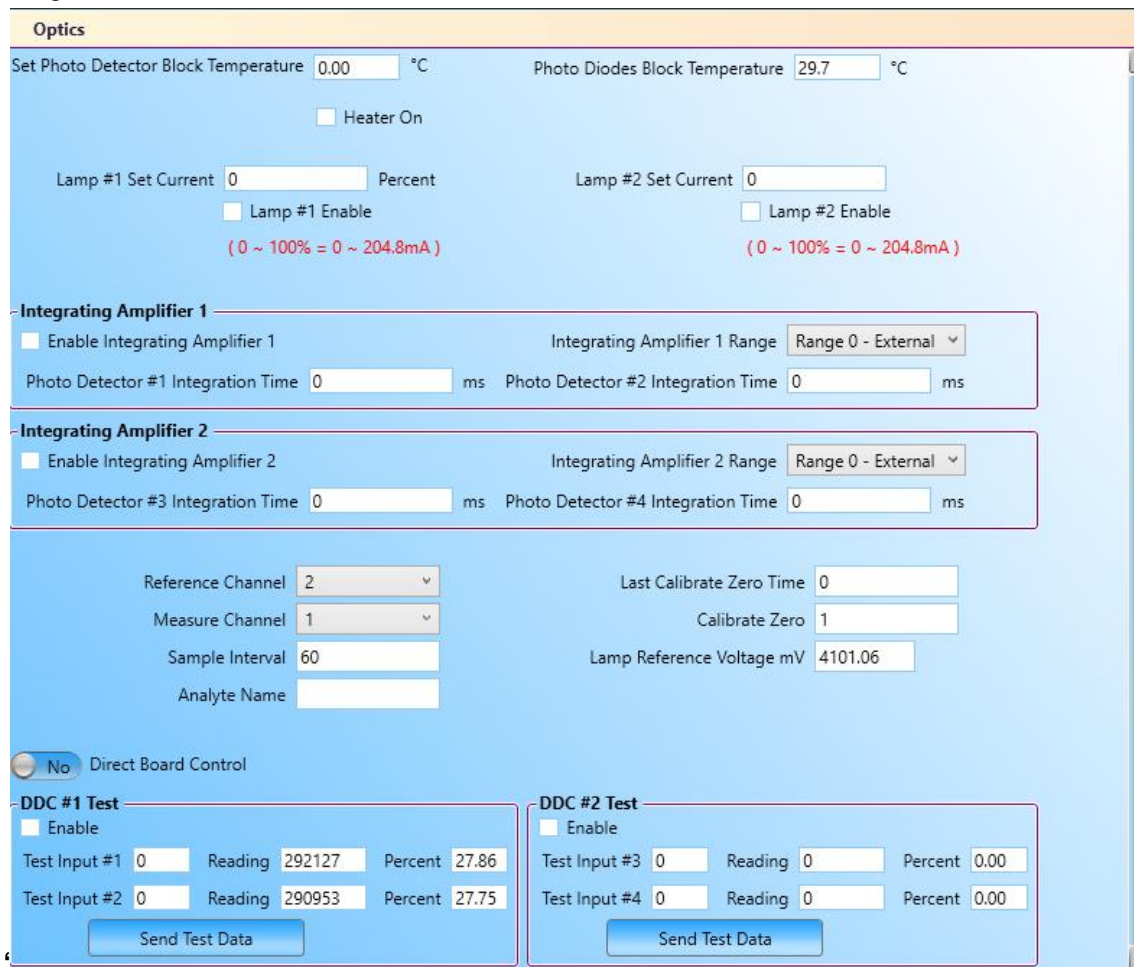 Optics
Set Photo Detector Block Temperature 0.00 °C Photo Diodes Block Temperature 29.7 °C
Heater On
Lamp #1 Set Current 0 Percent Lamp #2 Set Current 0
Lamp #1 Enable Lamp #2 Enable
( 0 ~ 100% = 0 ~ 204.8mA ) ( 0 ~ 100% = 0 ~ 204.8mA )
Integrating Amplifier 1
Enable Integrating Amplifier 1 Integrating Amplifier 1 Range Range 0 - External
Photo Detector #1 Integration Time 0 ms Photo Detector #2 Integration Time 0 ms
Integrating Amplifier 2
Enable Integrating Amplifier 2 Integrating Amplifier 2 Range Range 0 - External
Photo Detector #3 Integration Time 0 ms Photo Detector #4 Integration Time 0 ms
Reference Channel 2 Last Calibrate Zero Time 0
Measure Channel 1 Calibrate Zero 1
Sample Interval 60 Lamp Reference Voltage mV 4101.06
Analyte Name
No Direct Board Control
DDC #1 Test DDC #2 Test
Enable Enable
Test Input #1 0 Reading 292127 Percent 27.86 Test Input #3 0 Reading 0 Percent 0.00
Test Input #2 0 Reading 290953 Percent 27.75 Test Input #4 0 Reading 0 Percent 0.00
Send Test Data Send Test Data